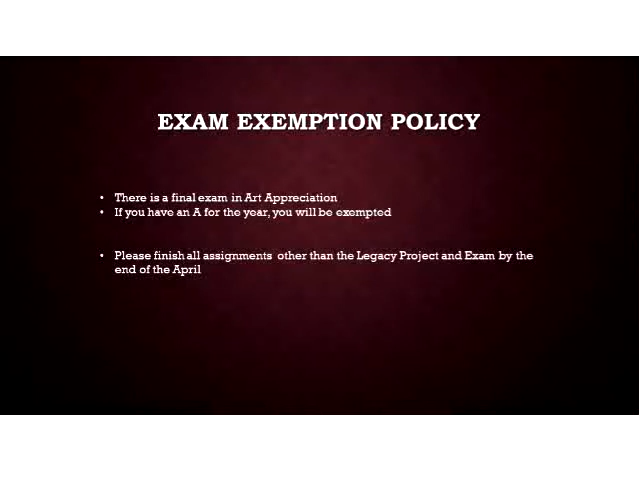 EXAM EXEMPTION POLICY
• There is a final exam in Art Appreciation
• If you have an A for the year, you will be exempted
• Please finish all assignments other than the Legacy Project and Exam by the
end of the April